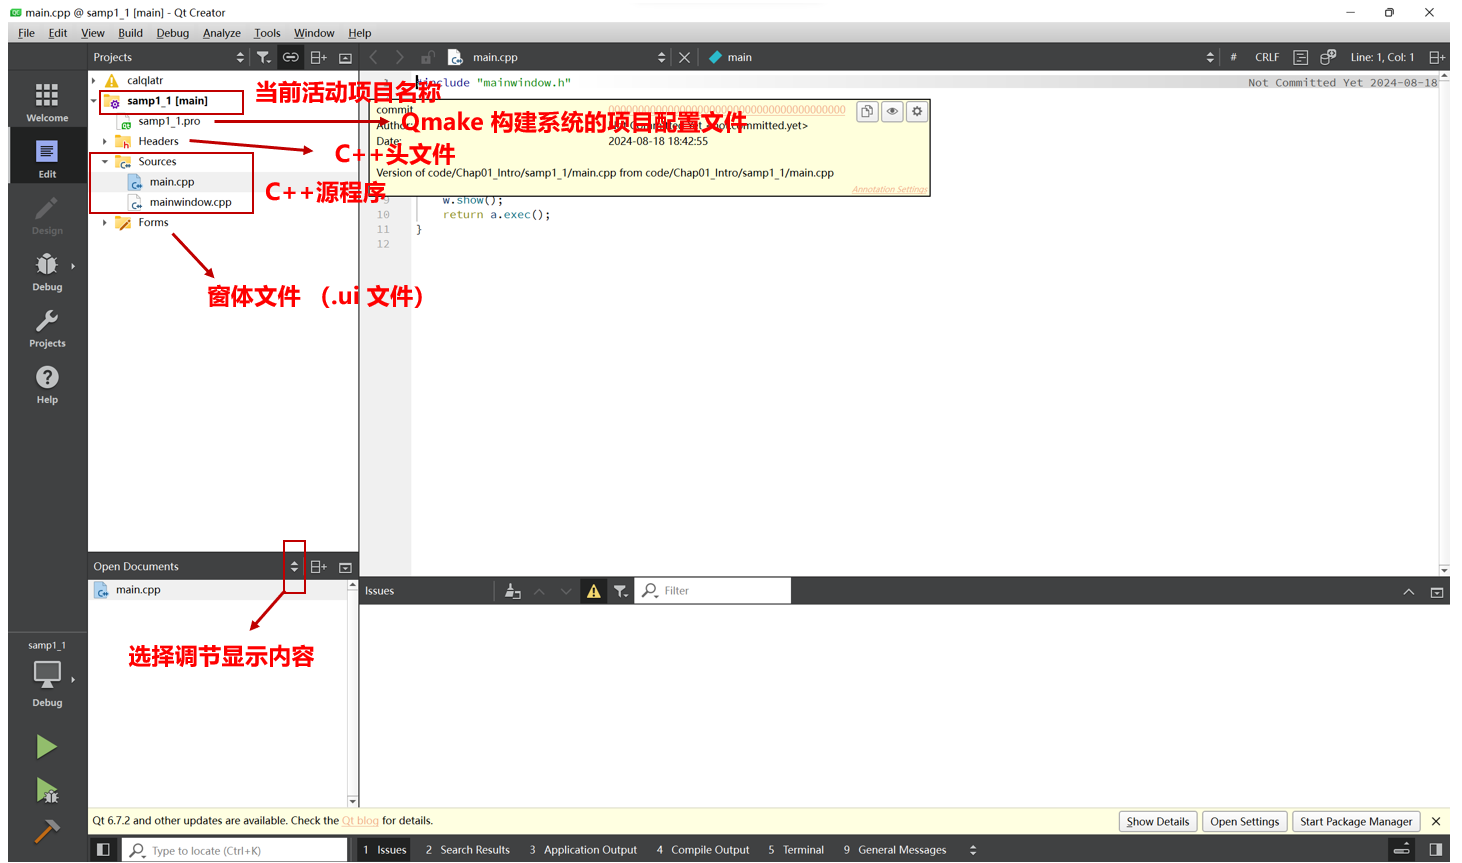 main.cpp @ samp1_1 [main] - Qt Creator
File Edit View Build Debug Analyze Tools Window Help
Projects
main.cpp
main
# CRLF Line: 1, Col: 1
Welcome
Edit
Design
Debug
Projects
Help
calqlatr
samp1_1 [main]
当前活动项目名称
samp1_1.pro
Qmake 构建系统的项目配置文件
Headers
C++头文件
Sources
main.cpp
C++源程序
mainwindow.cpp
Forms
窗体文件 （.ui 文件）
#include "mainwindow.h"
Not Committed Yet 2024-08-18
commit 0000000000000000000000000000000000000000
Author: committed.yet>
Date: 2024-08-18 18:42:55
Version of code/Chap01_Intro/samp1_1/main.cpp from code/Chap01_Intro/samp1_1/main.cpp
Annotation Settings
9 w.show();
10 return a.exec();
11 }
12
Open Documents
main.cpp
选择调节显示内容
Issues
Filter
samp1_1
Debug
Qt 6.7.2 and other updates are available. Check the Qt blog for details.
Show Details Open Settings Start Package Manager
Type to locate (Ctrl+K)
1 Issues 2 Search Results 3 Application Output 4 Compile Output 5 Terminal 9 General Messages